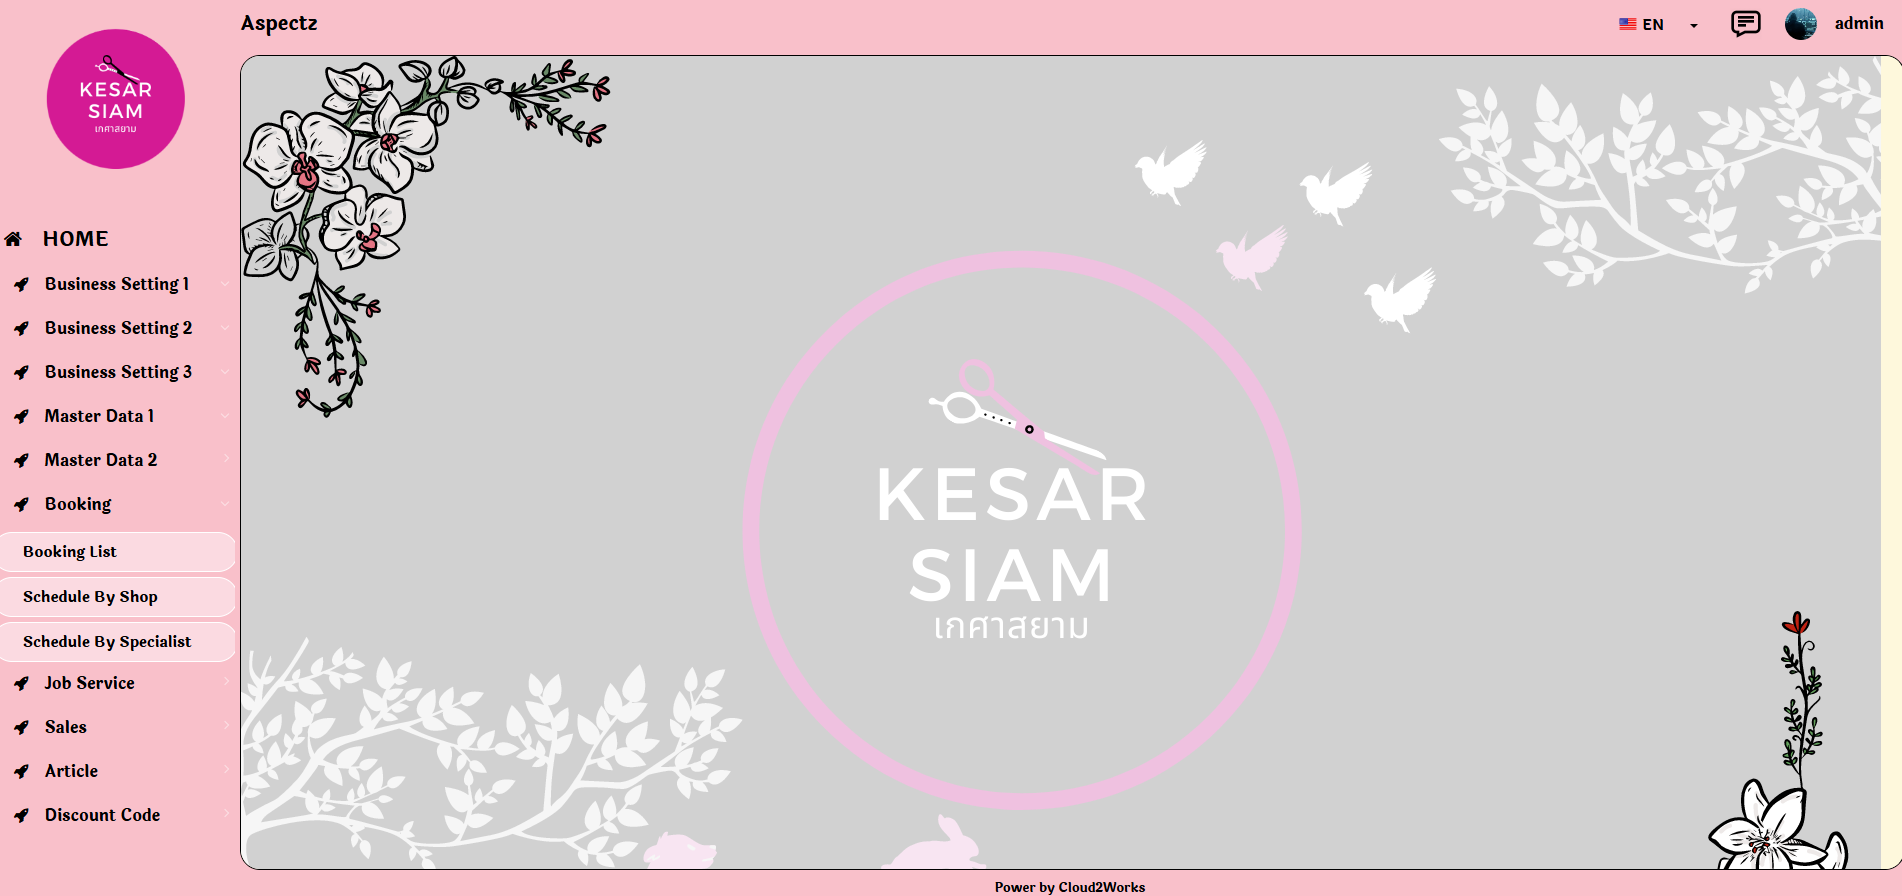 Aspectz
EN
admin
KESAR
SIAM
เกศาสยาม
HOME
Business Setting 1
Business Setting 2
Business Setting 3
Master Data 1
Master Data 2
Booking
Booking List
Schedule By Shop
Schedule By Specialist
Job Service
Sales
Article
Discount Code
KESAR
SIAM
เกศาสยาม
Power by Cloud2Works